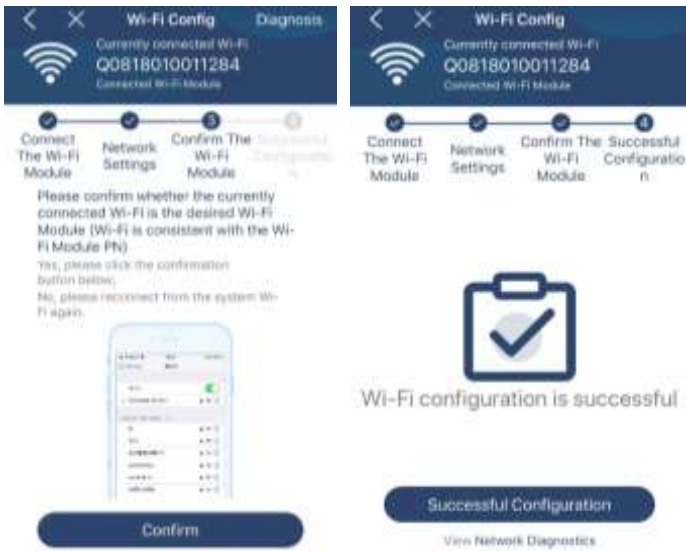 Wi-Fi Config Diagnosis
Currently connected Wi-Fi
Q0818010011284
Connected Wi-Fi Module
3
Connect
The Wi-Fi
Module
Network
Settings
Confirm The
Wi-Fi
Module
Please confirm whether the currently
connected Wi-Fi is the desired Wi-Fi
Module (Wi-Fi is consistent with the Wi-
Fi Module PN)
Yes, please click the confirmation
button below;
No, please reconnect from the system Wi-
Fi again.
Confirm
Wi-Fi Config
Currently connected Wi-Fi
Q0818010011284
Connected Wi-Fi Module
4
Connect
The Wi-Fi
Module
Network
Settings
Confirm The
Wi-Fi
Module
Successful
Configuratio
n
Wi-Fi configuration is successful
Successful Configuration
View Network Diagnostics